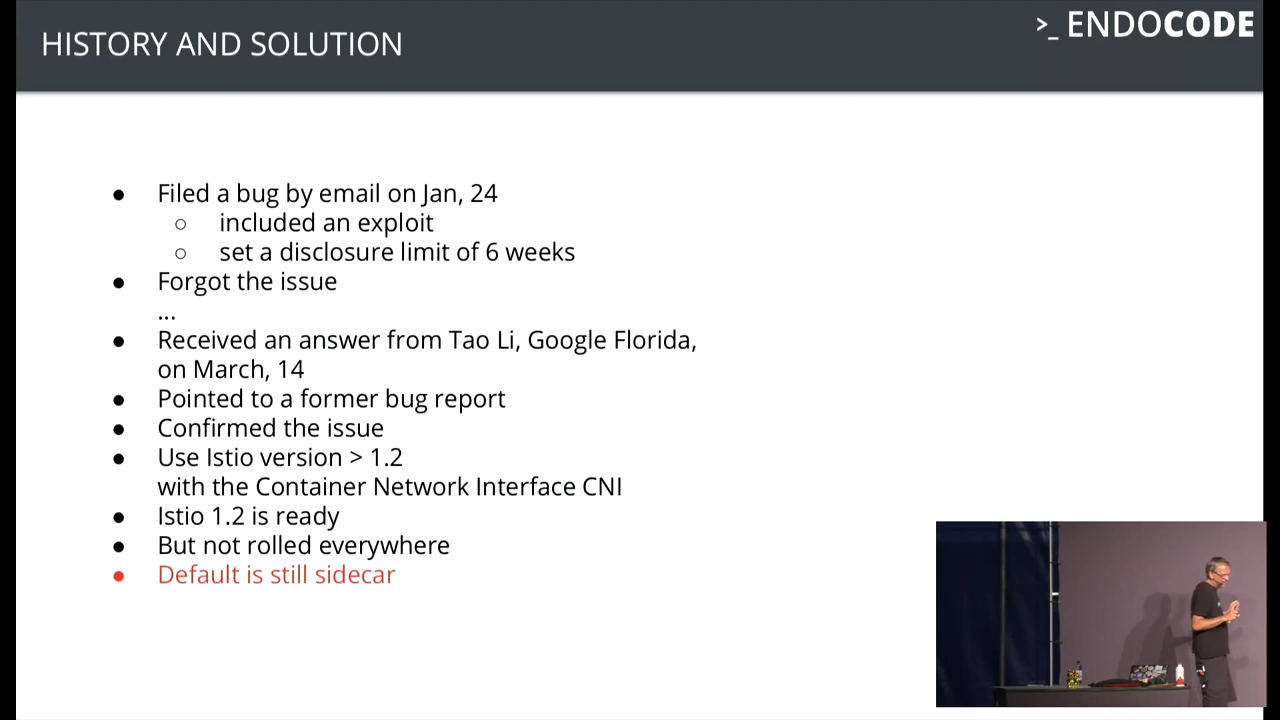 HISTORY AND SOLUTION
>_ ENDOCODE
● Filed a bug by email on Jan, 24
○ included an exploit
○ set a disclosure limit of 6 weeks
● Forgot the issue
...
● Received an answer from Tao Li, Google Florida,
on March, 14
● Pointed to a former bug report
● Confirmed the issue
● Use Istio version > 1.2
with the Container Network Interface CNI
● Istio 1.2 is ready
● But not rolled everywhere
● Default is still sidecar